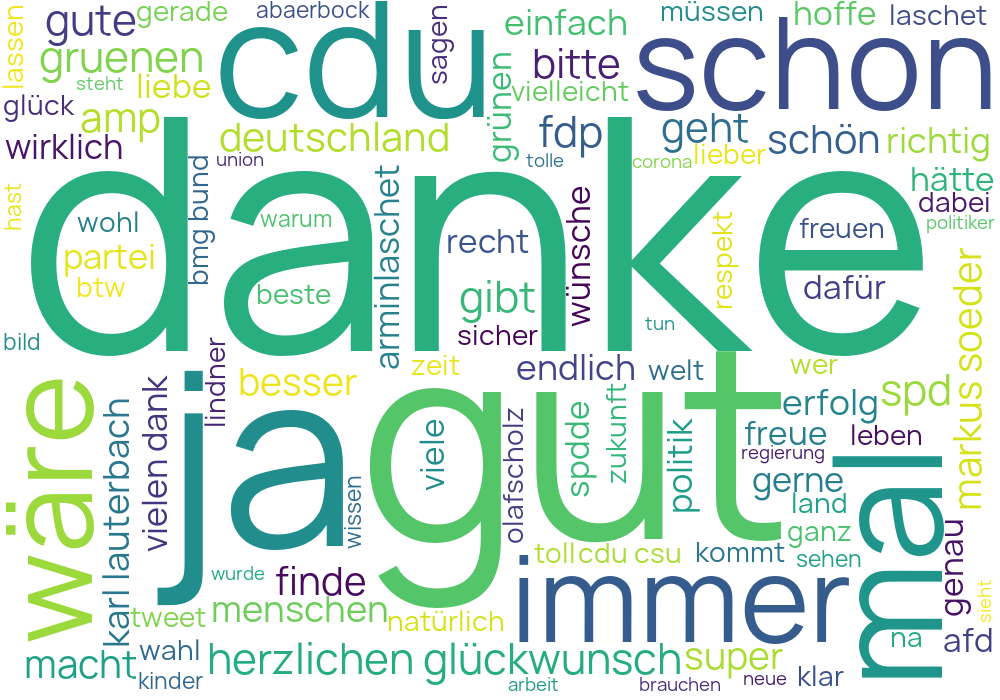 lassen
gute
gerade
abaerbock
cdu
sagen
einfach
müssen
hoffe
laschet
gruenen
steht
liebe
glück
amp
wirklich
deutschland
union
grünen
bitte
vielleicht
fdp
tolle
schon
geht
schön
richtig
corona
lieber
hätte
dabei
politiker
hast
wohl
bmg bund
danke
warum
partei
btw
beste
arminlaschet
recht
gibt
sicher
wünsche
respekt
freuen
dafür
tun
bild
lindner
besser
zeit
endlich
welt
wer
markus soeder
wäre
karl lauterbach
vielen dank
ja
wissen
gut
viele
olafscholz
spdde
zukunft
politik
erfolg
spd
freue
leben
regierung
gerne
land
ganz
sehen
mal
genau
sieht
toll
cdu csu
kommt
wurde
finde
immer
tweet
menschen
natürlich
na
afd
macht
wahl
kinder
herzlichen glückwunsch
super
arbeit
brauchen
neue
klar